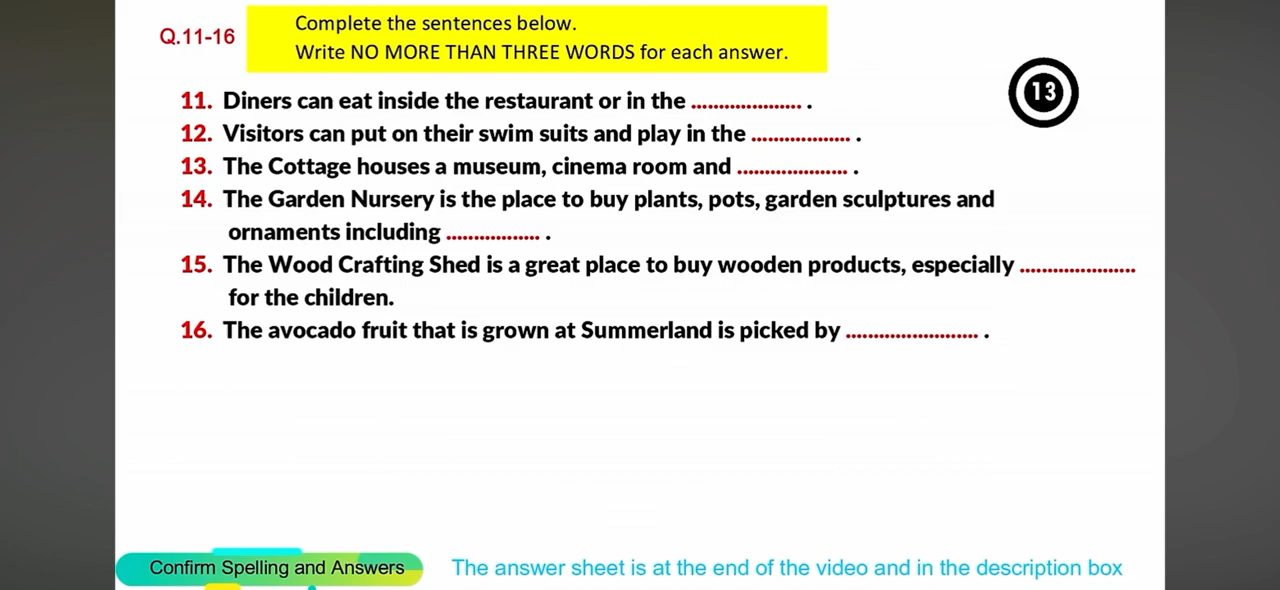 Q.11-16
Complete the sentences below.
Write NO MORE THAN THREE WORDS for each answer.
13
11. Diners can eat inside the restaurant or in the .................... .
12. Visitors can put on their swim suits and play in the .................. .
13. The Cottage houses a museum, cinema room and .................... .
14. The Garden Nursery is the place to buy plants, pots, garden sculptures and
ornaments including ................. .
15. The Wood Crafting Shed is a great place to buy wooden products, especially .....................
for the children.
16. The avocado fruit that is grown at Summerland is picked by ........................ .
Confirm Spelling and Answers
The answer sheet is at the end of the video and in the description box